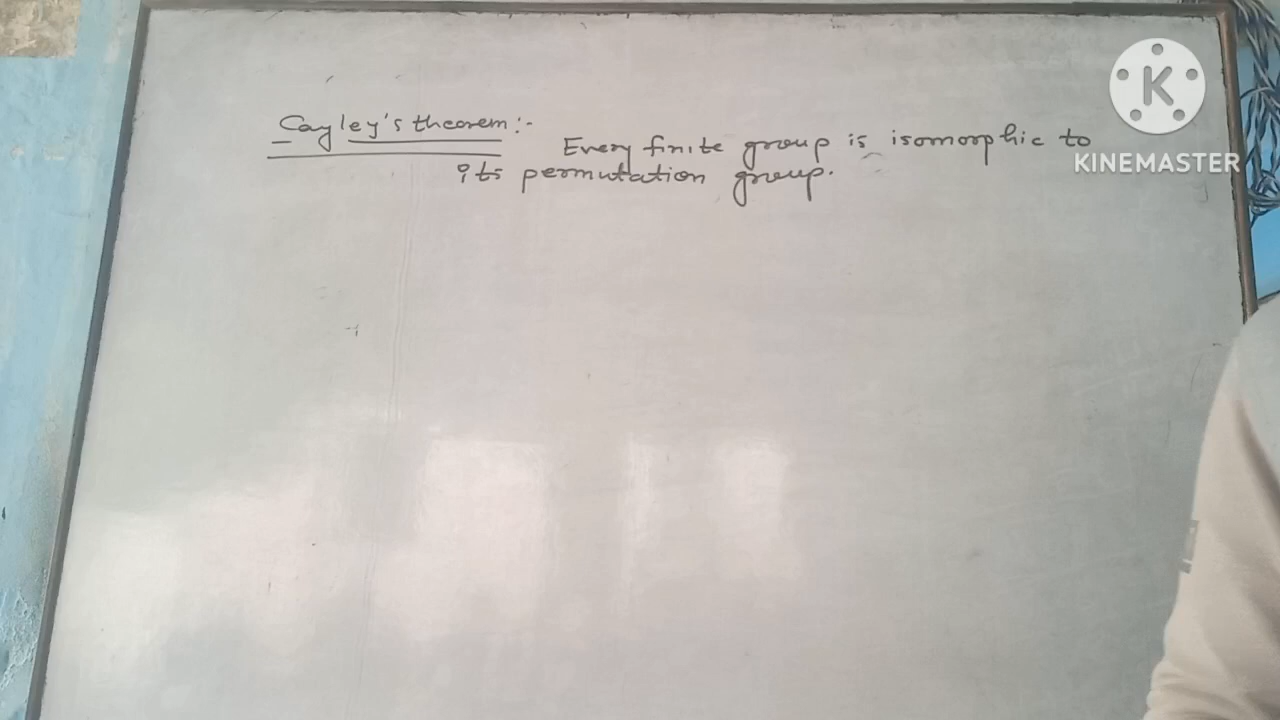 Cayley's theorem:-
Every finite group is isomorphic to
its permutation group.
K
KINEMASTER